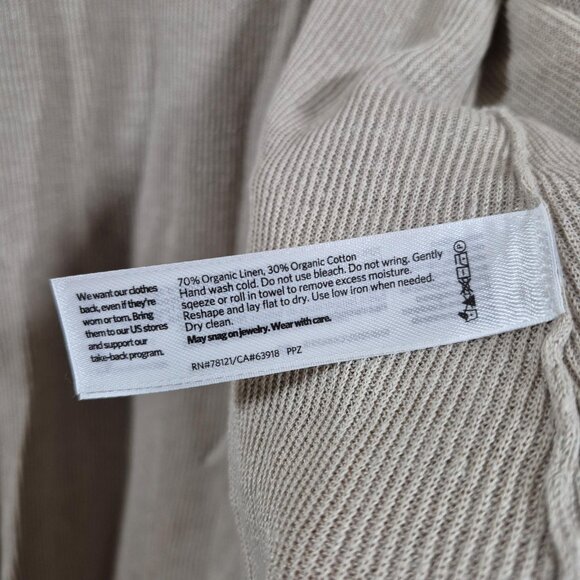 We want our clothes
back, even if they're
worn or torn. Bring
them to our US stores
and support our
take-back program.
70% Organic Linen, 30% Organic Cotton
Hand wash cold. Do not use bleach. Do not wring. Gently
sqeeze or roll in towel to remove excess moisture.
Reshape and lay flat to dry. Use low iron when needed.
Dry clean.
May snag on jewelry. Wear with care.
RN#78121/CA#63918 PPZ